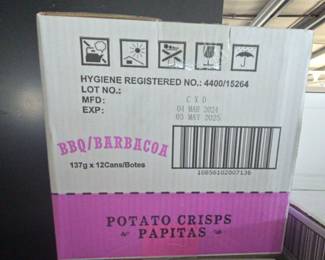 HYGIENE REGISTERED NO.: 4400/15264
LOT NO.:
C X D
MFD:
04 MAR 2024
EXP:
03 MAY 2025
BBQ/BARBACOA
137g x 12Cans/Botes
10856102007136
POTATO CRISPS
PAPITAS